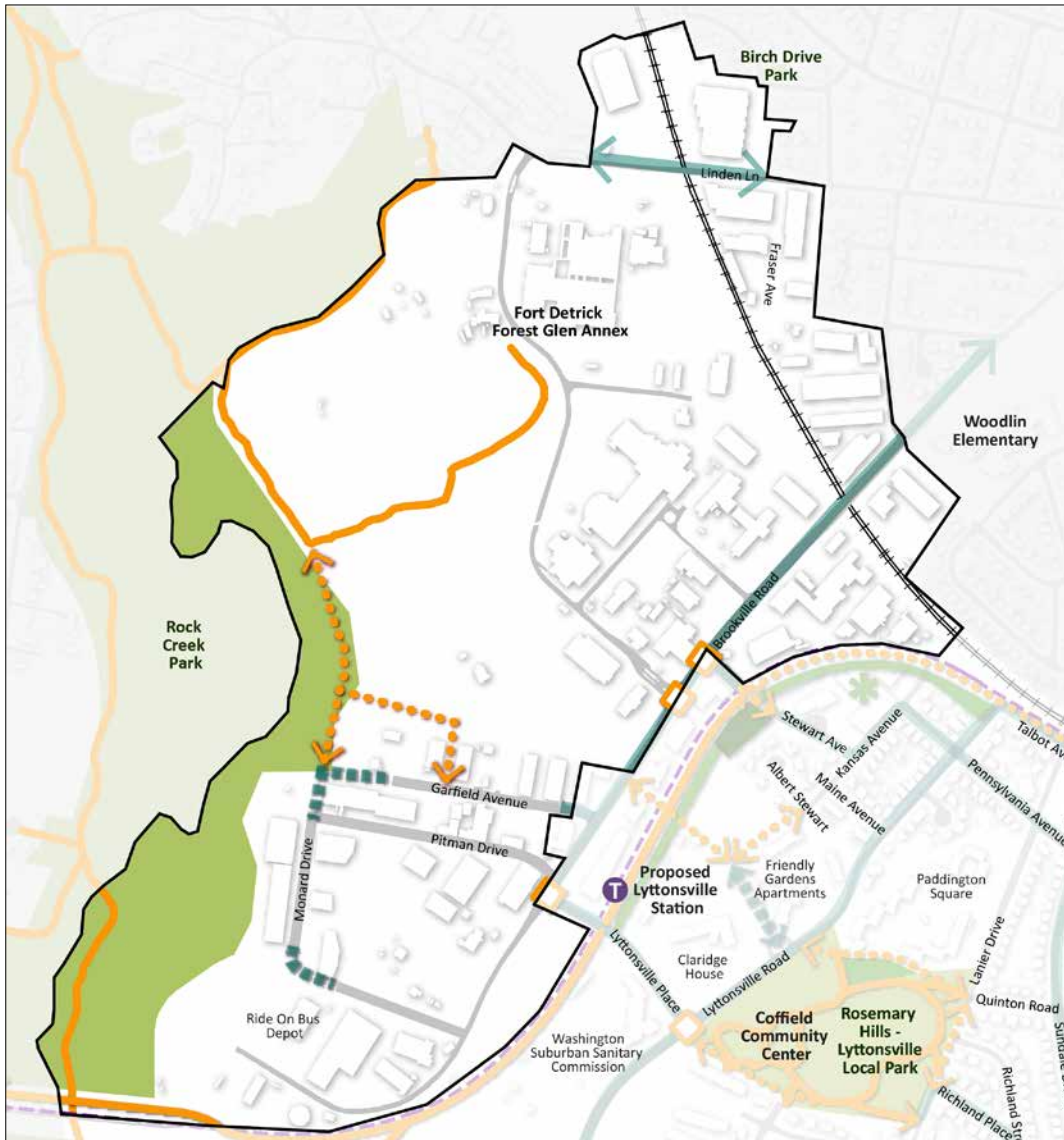 Birch Drive
Park
Linden Ln
Fraser Ave
Fort Detrick
Forest Glen Annex
Woodlin
Elementary
Brookville Road
Rock
Creek
Park
Stewart Ave
Kansas Avenue
Talbot Av
Albert Stewart
Maine Avenue
Pennsylvania Avenue
Garfield Avenue
Pitman Drive
Monard Drive
Proposed
Lyttonsville
Station
T
Friendly
Gardens
Apartments
Paddington
Square
Lyttonsville Place
Claridge
House
Lyttonsville Road
Lanier Drive
Quinton Road
Ride On Bus
Depot
Washington
Suburban Sanitary
Commission
Coffield
Community
Center
Rosemary
Hills -
Lyttonsville
Local Park
Richland Place
Richland Str